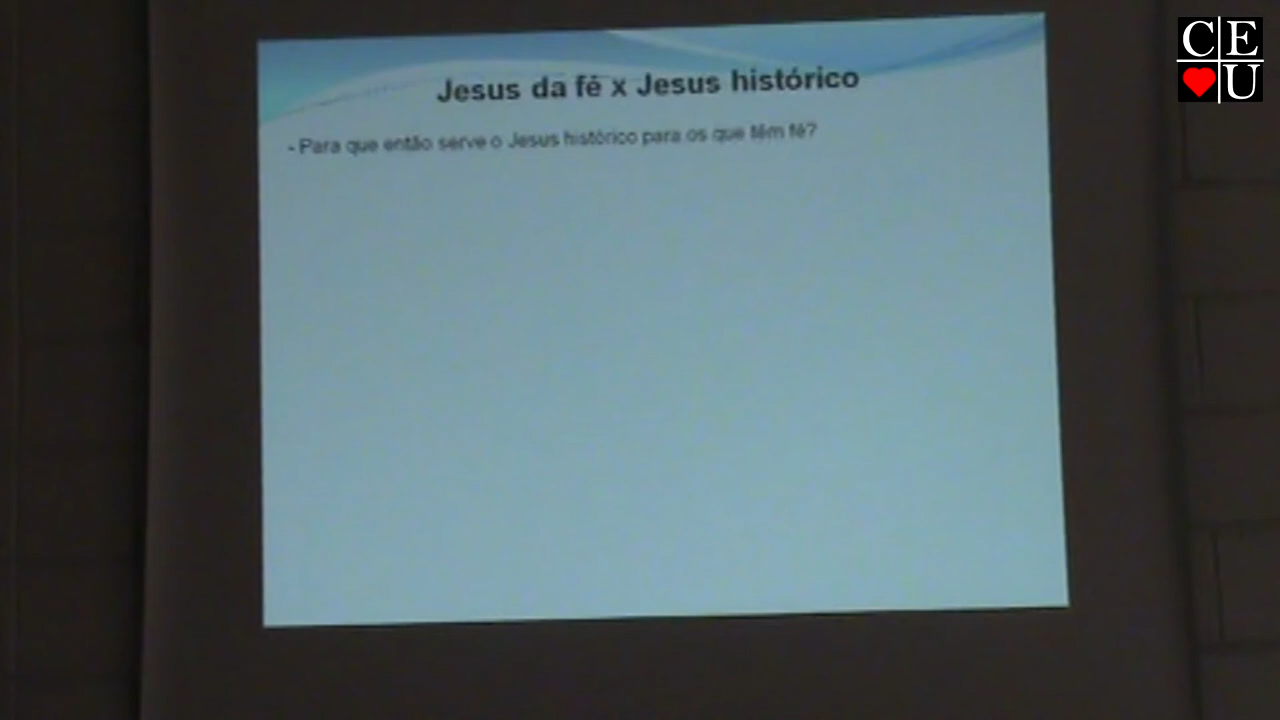 Jesus da fé x Jesus histórico
- Para que então serve o Jesus histórico para os que têm fé?
CE
U